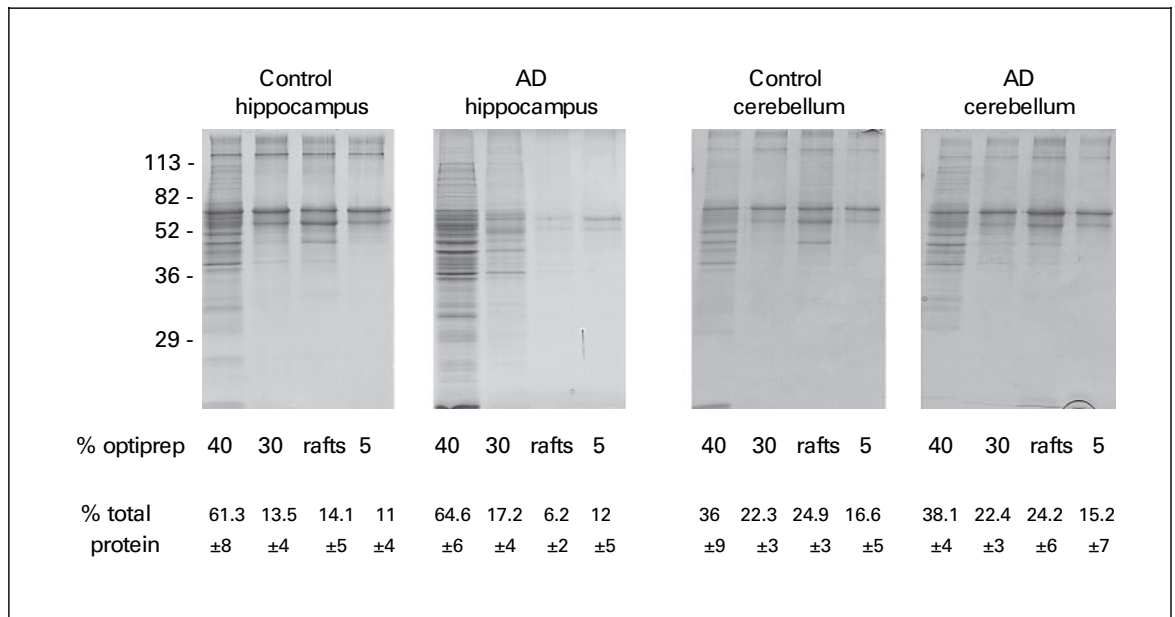 Control AD Control AD
hippocampus hippocampus cerebellum cerebellum
113 -
82 -
52 -
36 -
29 -
% optiprep 40 30 rafts 5 40 30 rafts 5 40 30 rafts 5 40 30 rafts 5
% total 61.3 13.5 14.1 11 64.6 17.2 6.2 12 36 22.3 24.9 16.6 38.1 22.4 24.2 15.2
protein ±8 ±4 ±5 ±4 ±6 ±4 ±2 ±5 ±9 ±3 ±3 ±5 ±4 ±3 ±6 ±7